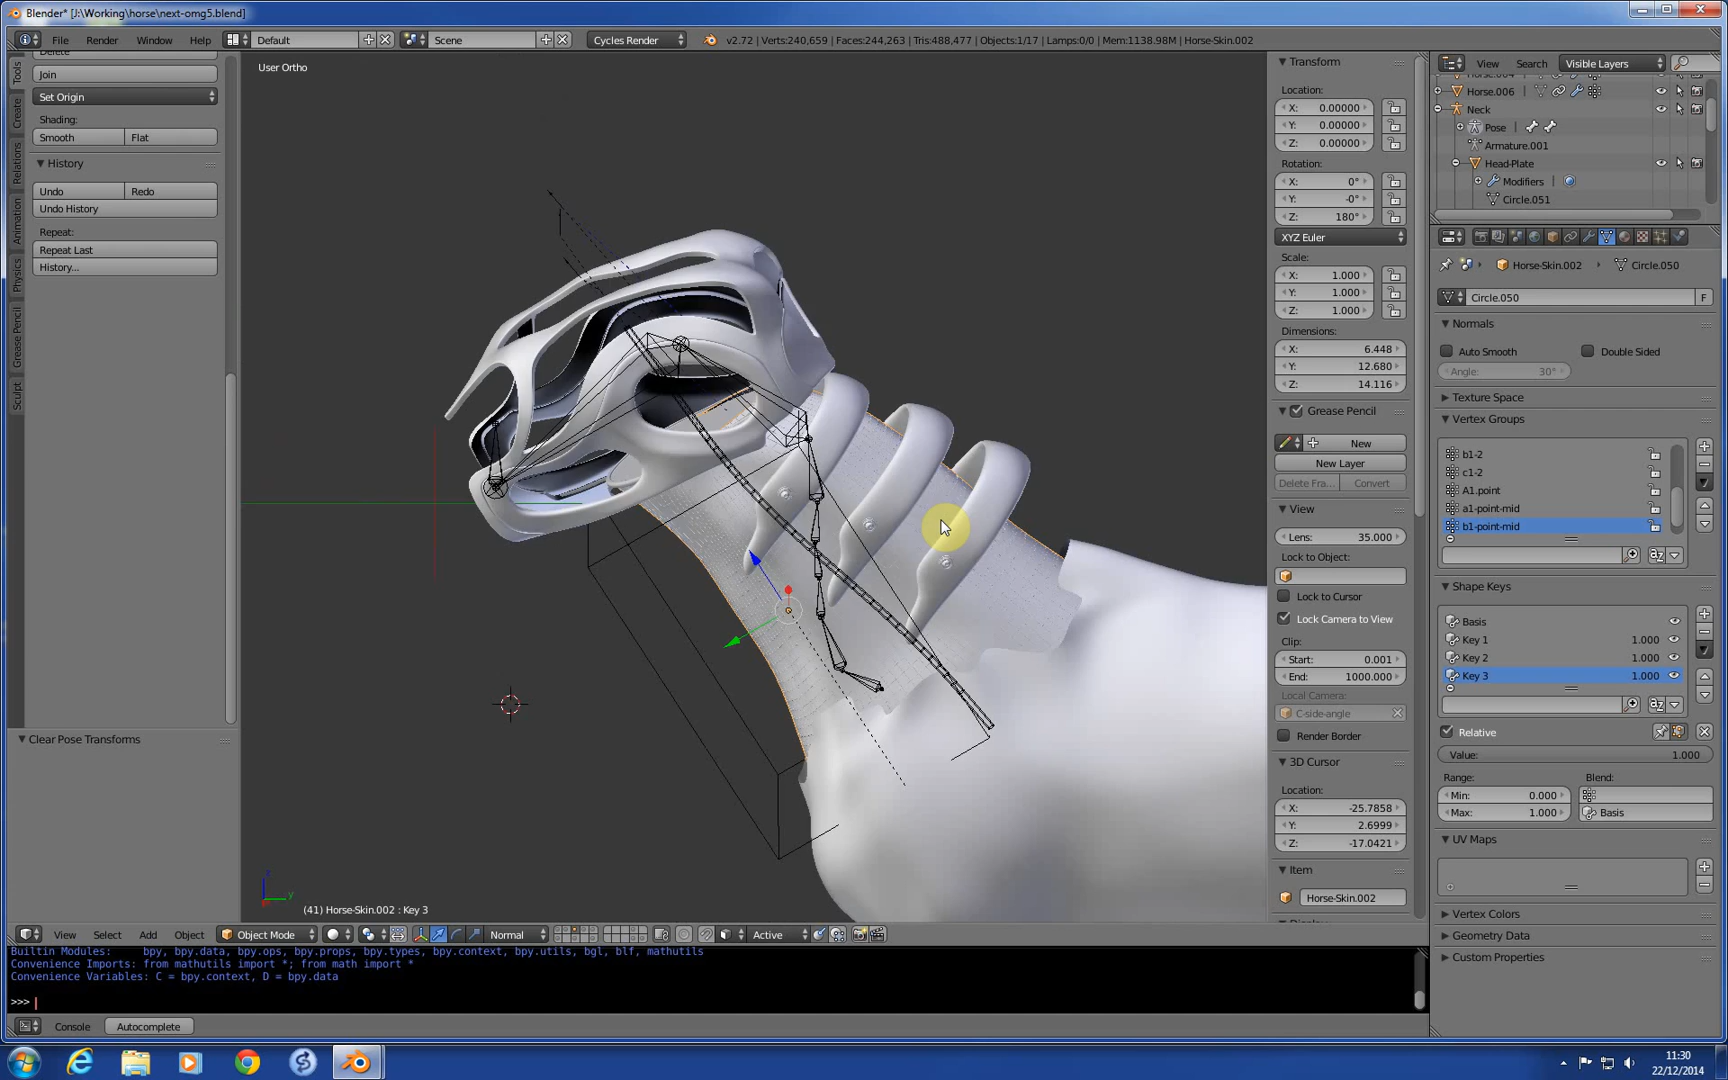 Blender* [J:\Working\horse\next-omg5.blend]
File Render Window Help Default Scene Cycles Render v2.72 | Verts:240,659 | Faces:244,263 | Tris:488,477 | Objects:1/17 | Lamps:0/0 | Mem:1138.98M | Horse-Skin.002
Tools
Create
Relations
Animation
Physics
Grease Pencil
Sculpt
Delete
Join
Set Origin
Shading:
Smooth Flat
History
Undo Redo
Undo History
Repeat:
Repeat Last
History...
Clear Pose Transforms
User Ortho
(41) Horse-Skin.002 : Key 3
Transform
Location:
X: 0.00000
Y: 0.00000
Z: 0.00000
Rotation:
X: 0°
Y: -0°
Z: 180°
XYZ Euler
Scale:
X: 1.000
Y: 1.000
Z: 1.000
Dimensions:
X: 6.448
Y: 12.680
Z: 14.116
Grease Pencil
New
New Layer
Delete Fra... Convert
View
Lens: 35.000
Lock to Object:
Lock to Cursor
Lock Camera to View
Clip:
Start: 0.001
End: 1000.000
Local Camera:
C-side-angle
Render Border
3D Cursor
Location:
X: -25.7858
Y: 2.6999
Z: -17.0421
Item
Horse-Skin.002
View Search Visible Layers
Horse.006
Neck
Pose
Armature.001
Head-Plate
Modifiers
Circle.051
Horse-Skin.002 Circle.050
Circle.050 F
Normals
Auto Smooth Double Sided
Angle: 30°
Texture Space
Vertex Groups
b1-2
c1-2
A1.point
a1-point-mid
b1-point-mid
Shape Keys
Basis
Key 1 1.000
Key 2 1.000
Key 3 1.000
Relative
Value: 1.000
Range: Blend:
Min: 0.000
Max: 1.000 Basis
UV Maps
Vertex Colors
Geometry Data
Custom Properties
View Select Add Object Object Mode Normal Active
Builtin Modules: bpy, bpy.data, bpy.ops, bpy.props, bpy.types, bpy.context, bpy.utils, bgl, blf, mathutils
Convenience Imports: from mathutils import *; from math import *
Convenience Variables: C = bpy.context, D = bpy.data
>>>
Console Autocomplete
11:30
22/12/2014